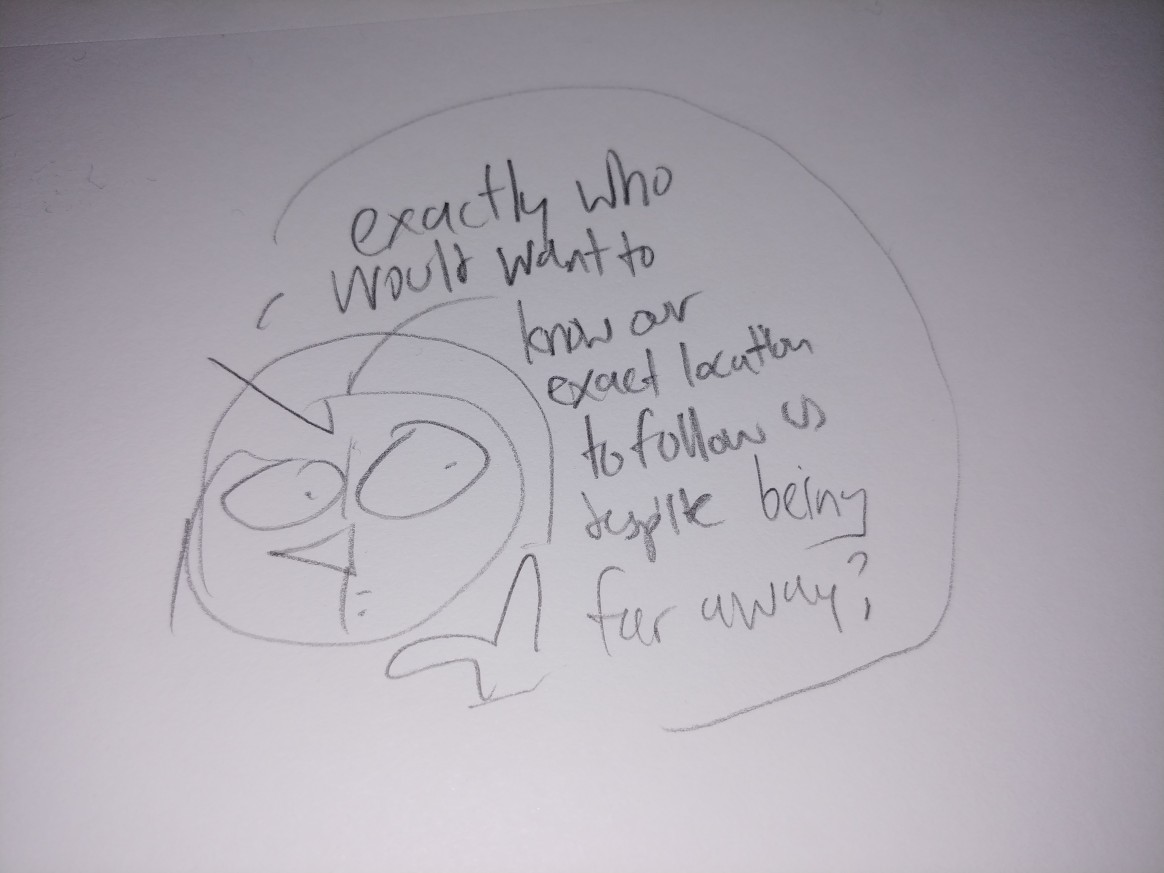 exactly who
would want to
know our
exact location
to follow us
despite being
far away?